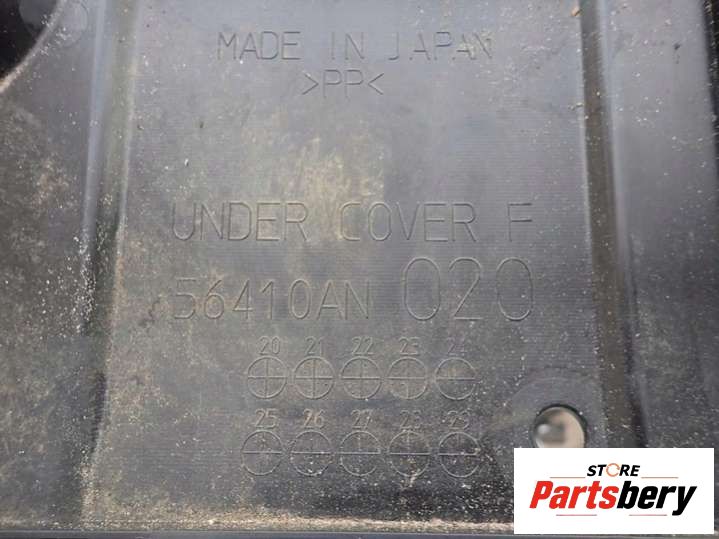 MADE IN JAPAN
>PP<
UNDER COVER F
56410AN 020
20 21 22 23
25 26 27 28 29
STORE
Partsbery